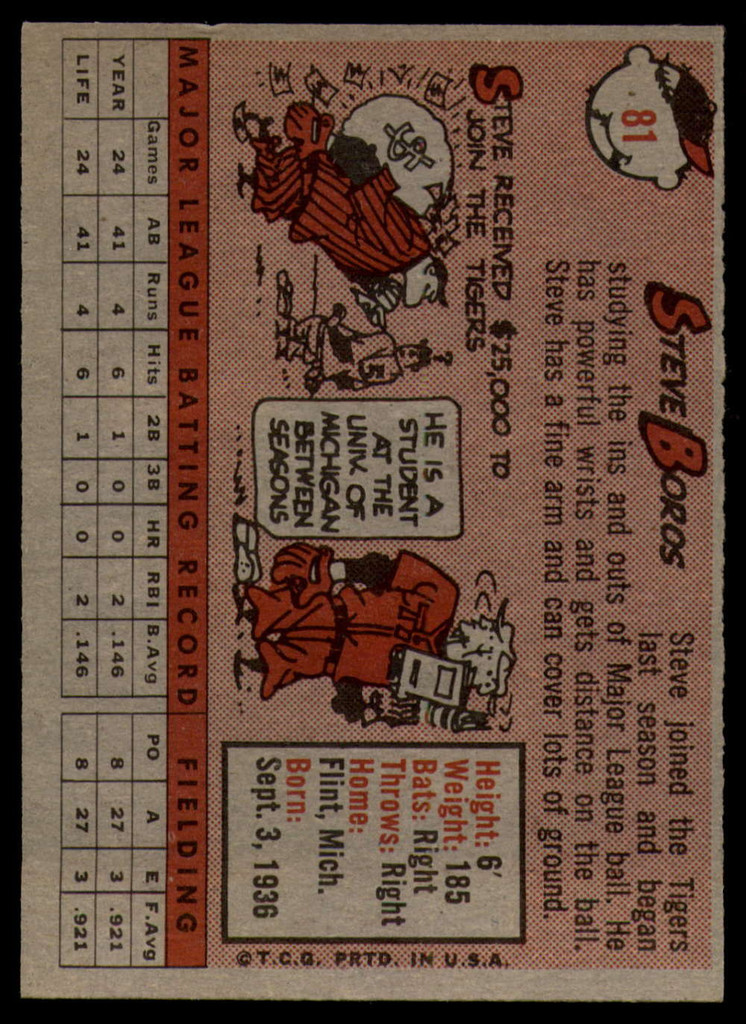 81
STEVE BOROS
Steve joined the Tigers
last season and began
studying the ins and outs of Major League ball. He
has powerful wrists and gets distance on the ball.
Steve has a fine arm and can cover lots of ground.
STEVE RECEIVED $25,000 TO
JOIN THE TIGERS
$
5
HE IS A
STUDENT
AT THE
UNIV. OF
MICHIGAN
BETWEEN
SEASONS
Height: 6'
Weight: 185
Bats: Right
Throws: Right
Home:
Flint, Mich.
Born:
Sept. 3, 1936
© T.C.G. PRTD. IN U.S.A.
MAJOR LEAGUE BATTING RECORD FIELDING
Games AB Runs Hits 2B 3B HR RBI B.Avg PO A E F.Avg
YEAR 24 41 4 6 1 0 0 2 .146 8 27 3 .921
LIFE 24 41 4 6 1 0 0 2 .146 8 27 3 .921